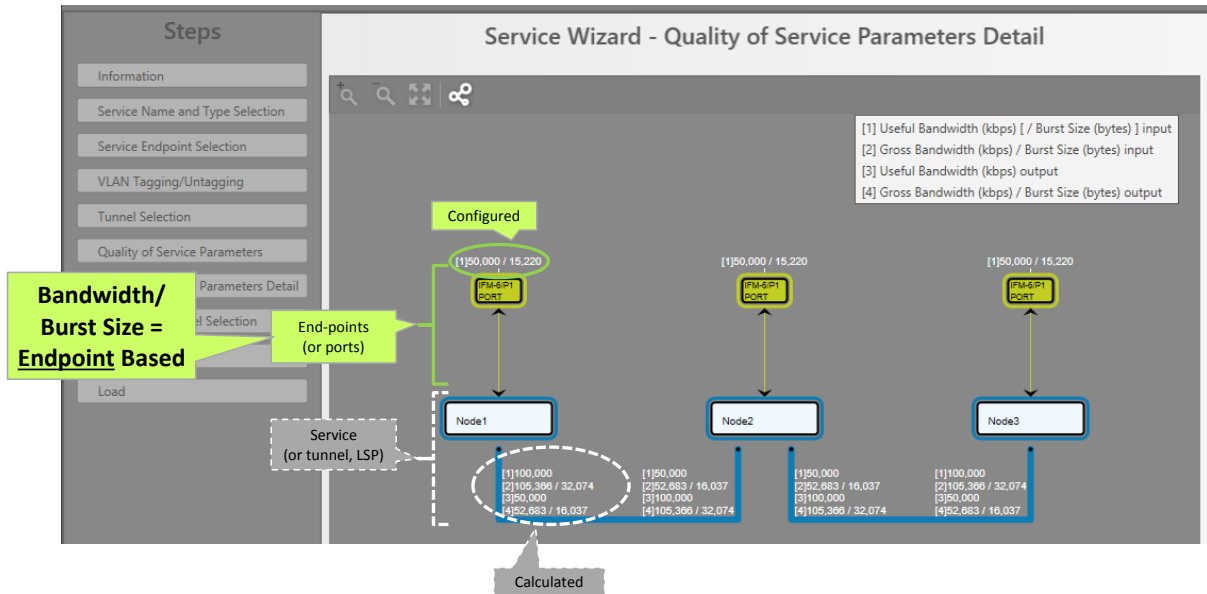 Steps
Information
Service Name and Type Selection
Service Endpoint Selection
VLAN Tagging/Untagging
Tunnel Selection
Quality of Service Parameters
Parameters Detail
el Selection
Load
Bandwidth/
Burst Size =
Endpoint Based
Service Wizard - Quality of Service Parameters Detail
[1] Useful Bandwidth (kbps) [ / Burst Size (bytes) ] input
[2] Gross Bandwidth (kbps) / Burst Size (bytes) input
[3] Useful Bandwidth (kbps) output
[4] Gross Bandwidth (kbps) / Burst Size (bytes) output
Configured
[1]50,000 / 15,220
[1]50,000 / 15,220
[1]50,000 / 15,220
IFM-6/P1
PORT
IFM-6/P1
PORT
IFM-6/P1
PORT
End-points
(or ports)
Node1
Node2
Node3
Service
(or tunnel, LSP)
[1]100,000
[2]105,366 / 32,074
[3]50,000
[4]52,683 / 16,037
[1]50,000
[2]52,683 / 16,037
[3]100,000
[4]105,366 / 32,074
[1]50,000
[2]52,683 / 16,037
[3]100,000
[4]105,366 / 32,074
[1]100,000
[2]105,366 / 32,074
[3]50,000
[4]52,683 / 16,037
Calculated